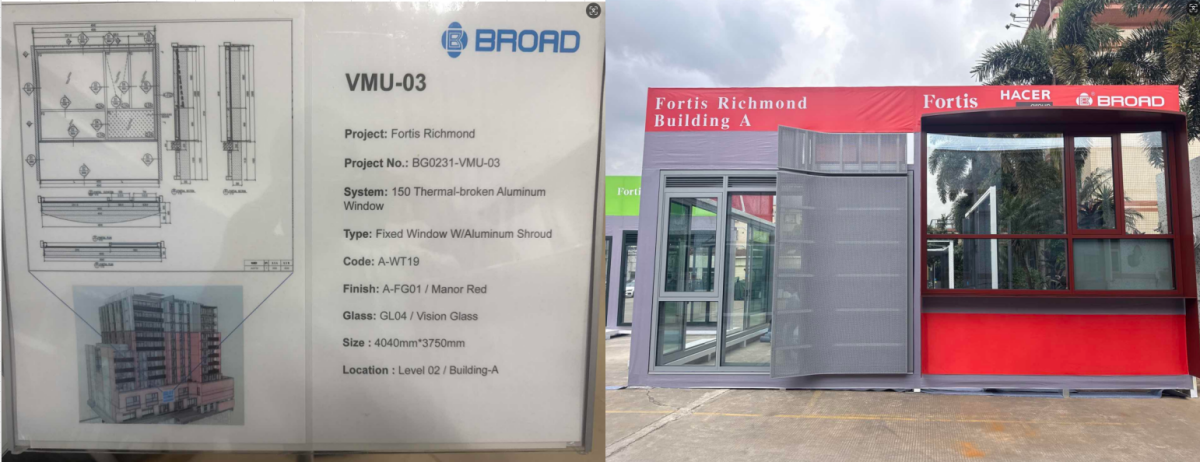 BROAD
VMU-03
Project: Fortis Richmond
Project No.: BG0231-VMU-03
System: 150 Thermal-broken Aluminum
Window
Type: Fixed Window W/Aluminum Shroud
Code: A-WT19
Finish: A-FG01 / Manor Red
Glass: GL04 / Vision Glass
Size : 4040mm*3750mm
Location : Level 02 / Building-A
Fortis Richmond
Building A
Fortis
HACER
BROAD